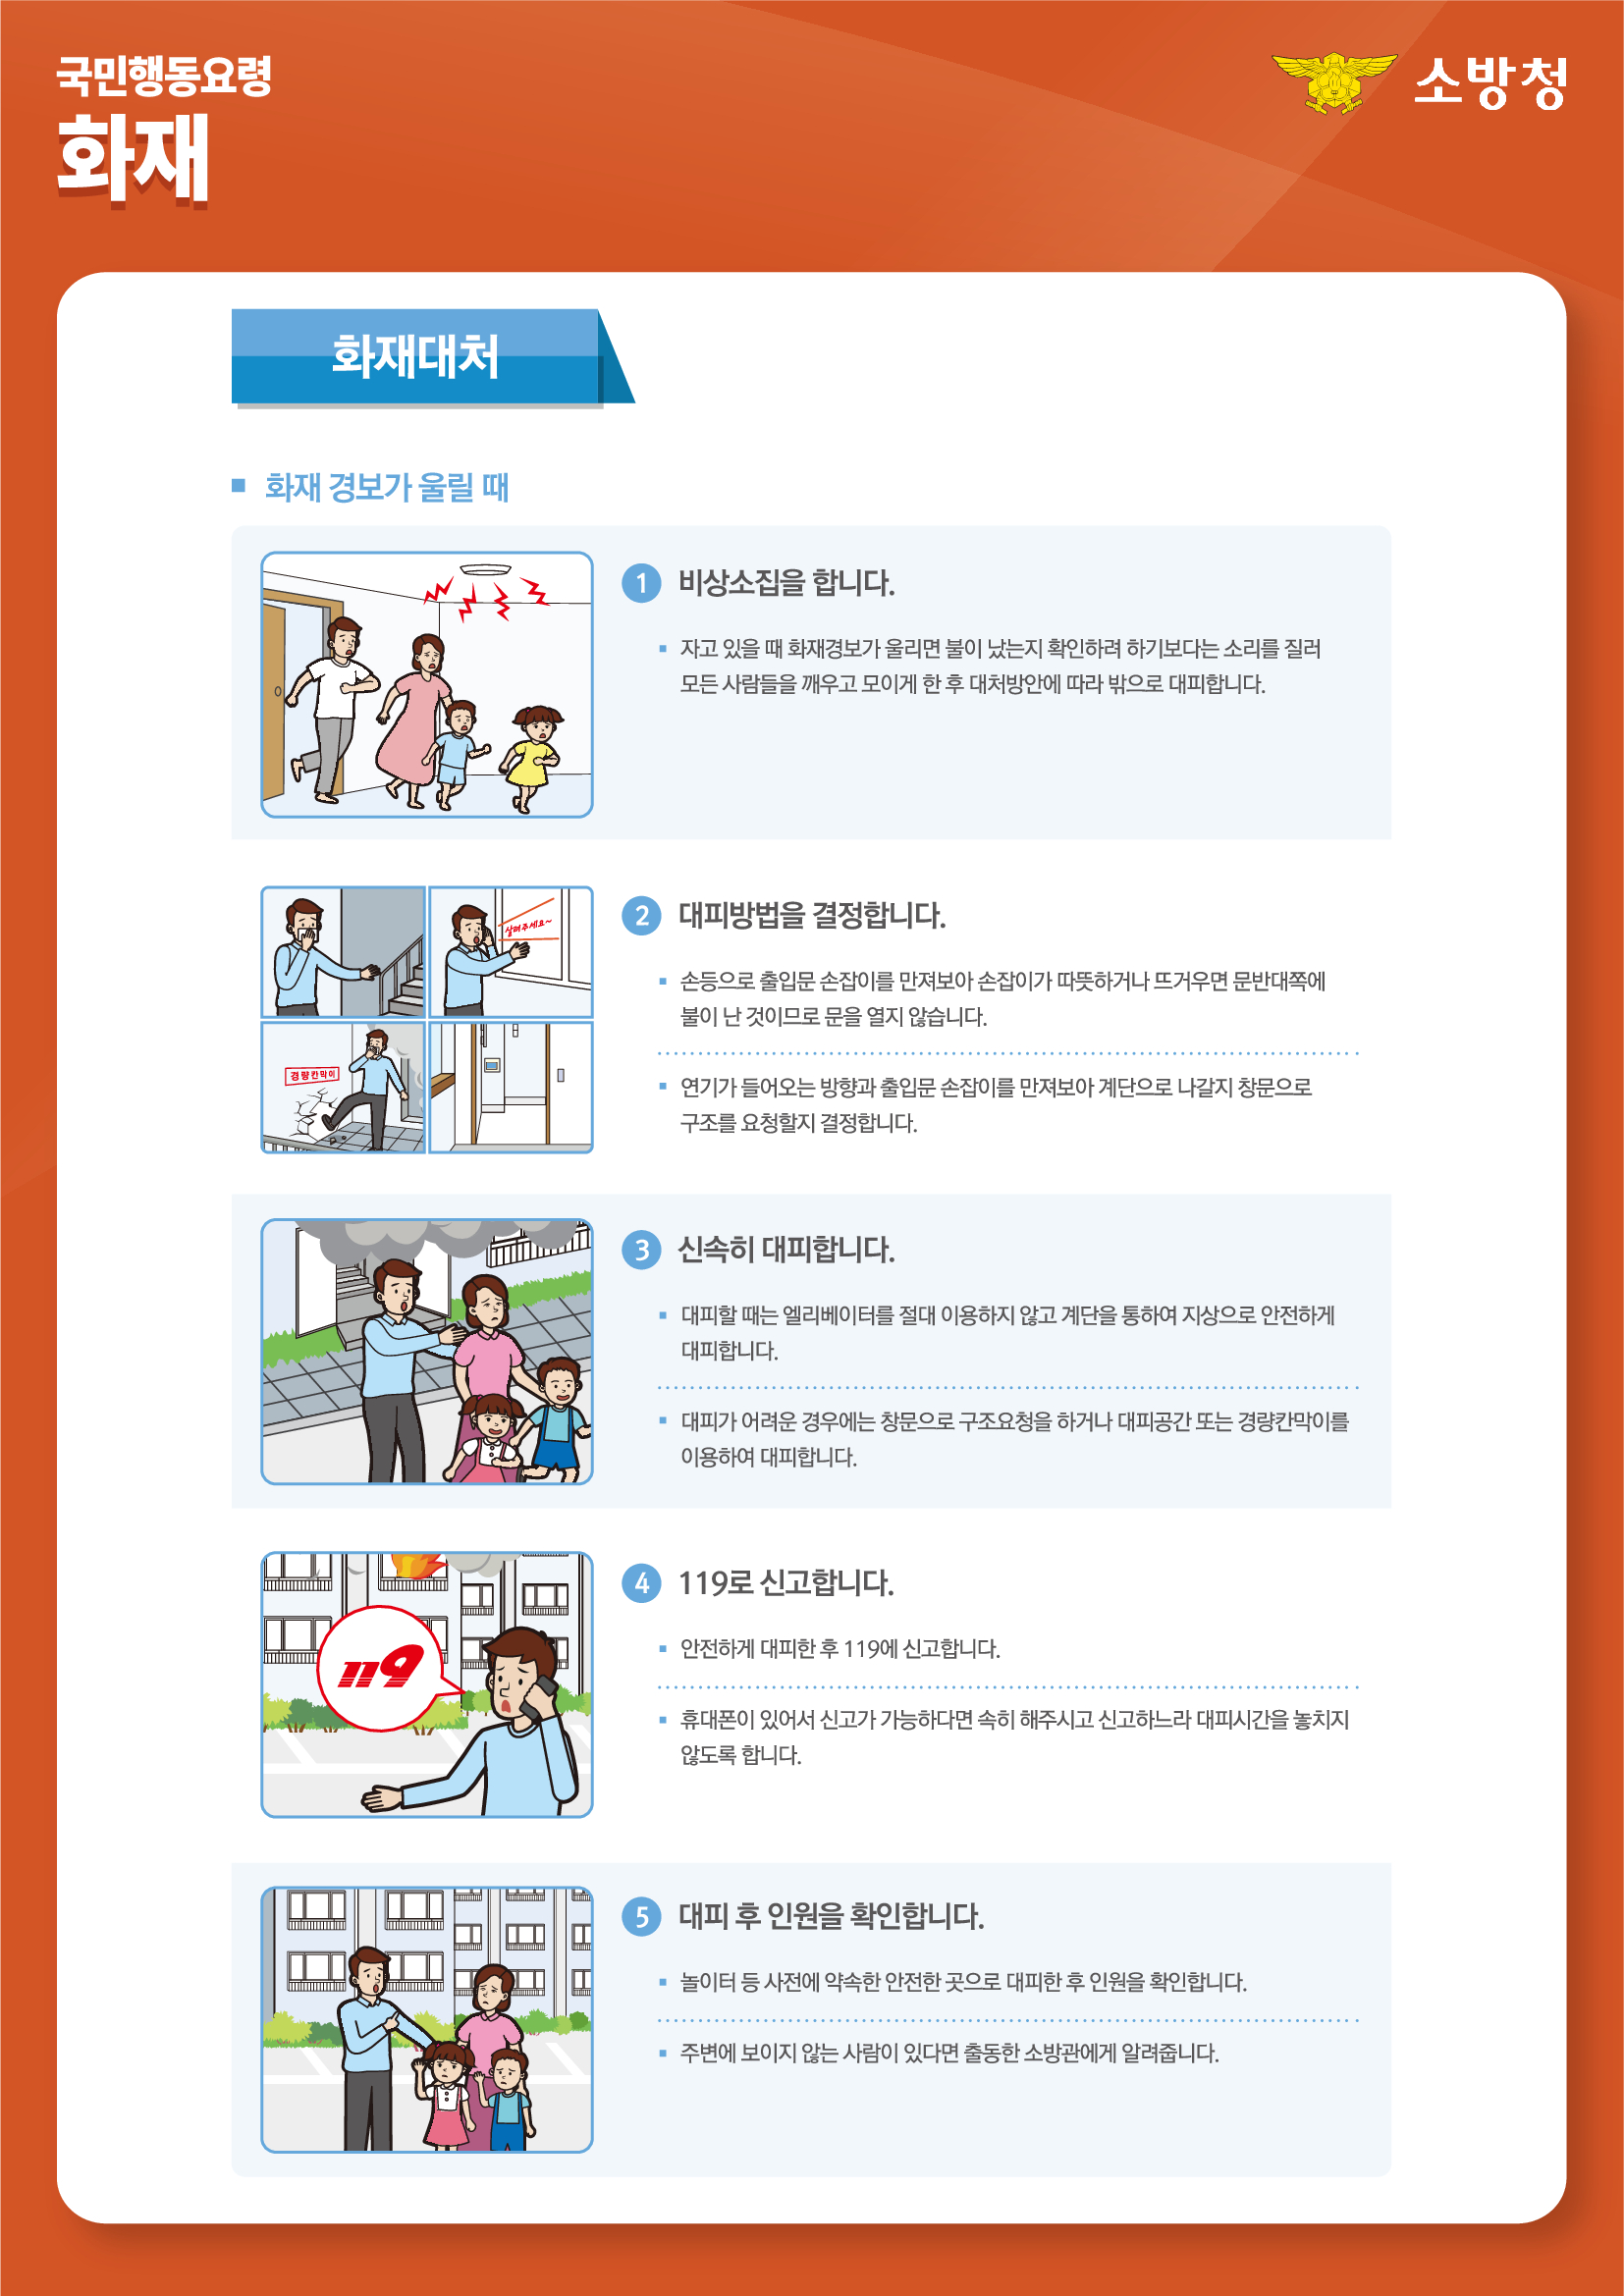 국민행동요령
화재
소방청
화재대처
화재 경보가 울릴 때
1 비상소집을 합니다.
자고 있을 때 화재경보가 울리면 불이 났는지 확인하려 하기보다는 소리를 질러
모든 사람들을 깨우고 모이게 한 후 대처방안에 따라 밖으로 대피합니다.
살려주세요~
경량칸막이
2 대피방법을 결정합니다.
손등으로 출입문 손잡이를 만져보아 손잡이가 따뜻하거나 뜨거우면 문반대쪽에
불이 난 것이므로 문을 열지 않습니다.
연기가 들어오는 방향과 출입문 손잡이를 만져보아 계단으로 나갈지 창문으로
구조를 요청할지 결정합니다.
3 신속히 대피합니다.
대피할 때는 엘리베이터를 절대 이용하지 않고 계단을 통하여 지상으로 안전하게
대피합니다.
대피가 어려운 경우에는 창문으로 구조요청을 하거나 대피공간 또는 경량칸막이를
이용하여 대피합니다.
119
4 119로 신고합니다.
안전하게 대피한 후 119에 신고합니다.
휴대폰이 있어서 신고가 가능하다면 속히 해주시고 신고하느라 대피시간을 놓치지
않도록 합니다.
5 대피 후 인원을 확인합니다.
놀이터 등 사전에 약속한 안전한 곳으로 대피한 후 인원을 확인합니다.
주변에 보이지 않는 사람이 있다면 출동한 소방관에게 알려줍니다.